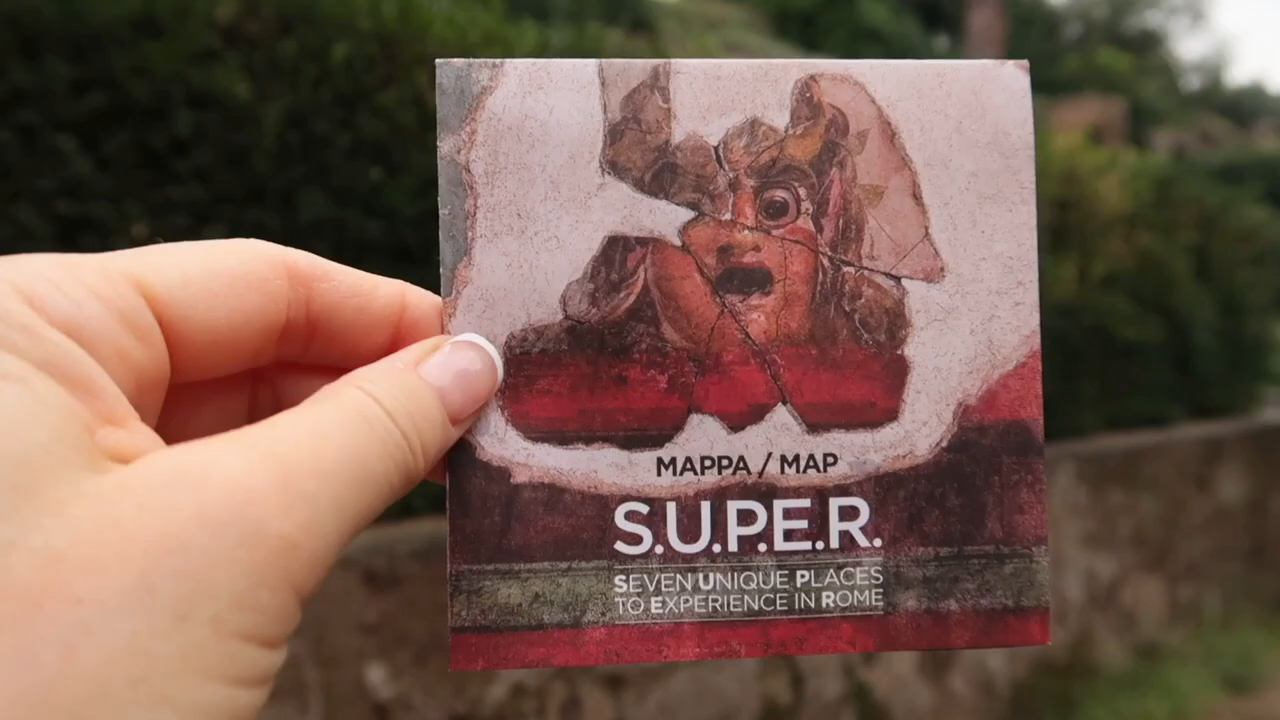 MAPPA / MAP
S.U.P.E.R.
SEVEN UNIQUE PLACES
TO EXPERIENCE IN ROME